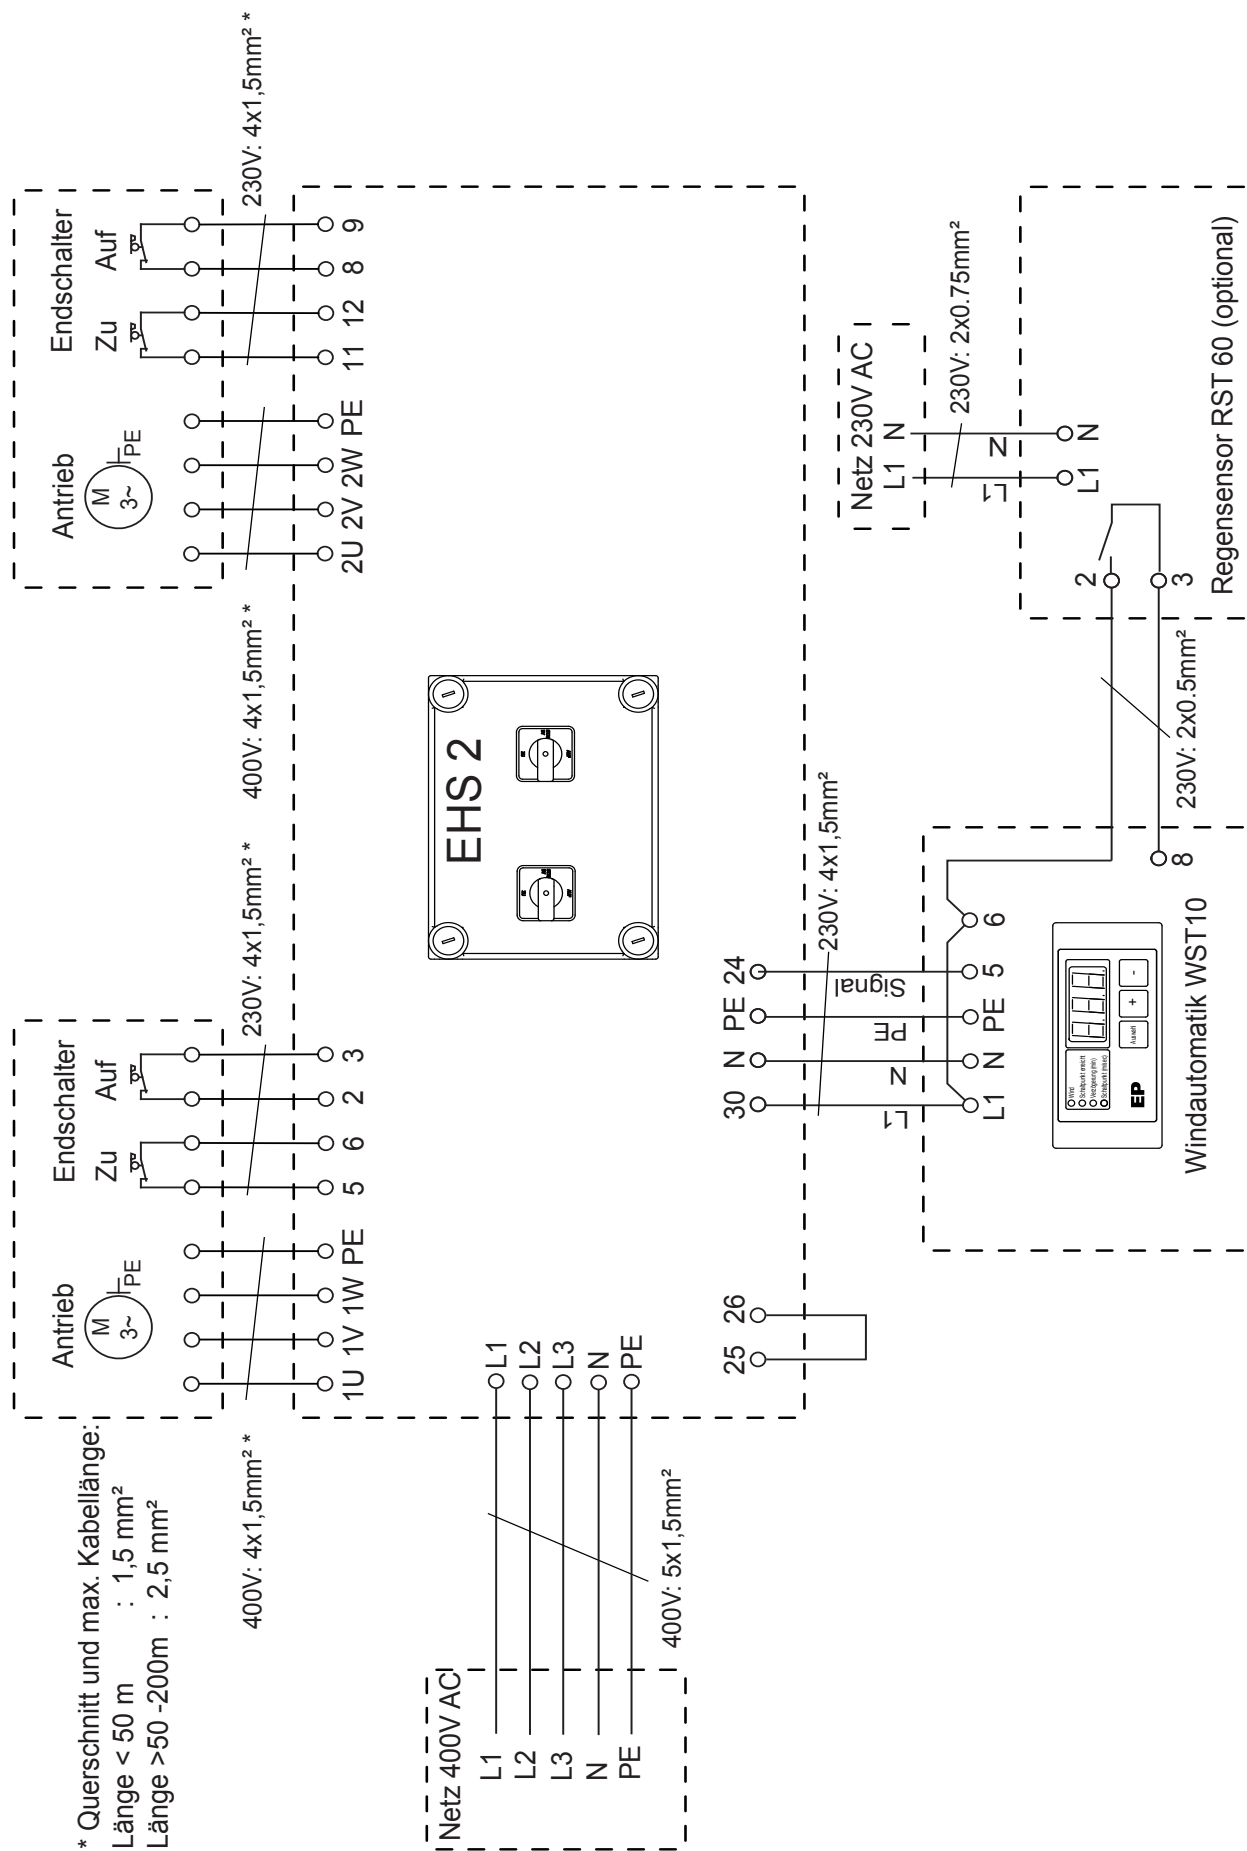 * Querschnitt und max. Kabellänge:
Länge < 50 m : 1,5 mm²
Länge >50 -200m : 2,5 mm²
Antrieb
M
3~
PE
Endschalter
Zu
Auf
Antrieb
M
3~
PE
Endschalter
Zu
Auf
400V: 4x1,5mm² *
230V: 4x1,5mm² *
400V: 4x1,5mm² *
230V: 4x1,5mm² *
1U 1V 1W PE 5 6 2 3
2U 2V 2W PE 11 12 8 9
EHS 2
Netz 400V AC
L1
L2
L3
N
PE
L1
L2
L3
N
PE
400V: 5x1,5mm²
25 26
30 N PE 24
L1
N
PE
Signal
230V: 4x1,5mm²
L1 N PE 5 6
8
Wind
EP
+
-
Windautomatik WST10
Netz 230V AC
L1 N
L1
N
230V: 2x0.75mm²
L1 N
2
3
230V: 2x0.5mm²
Regensensor RST 60 (optional)